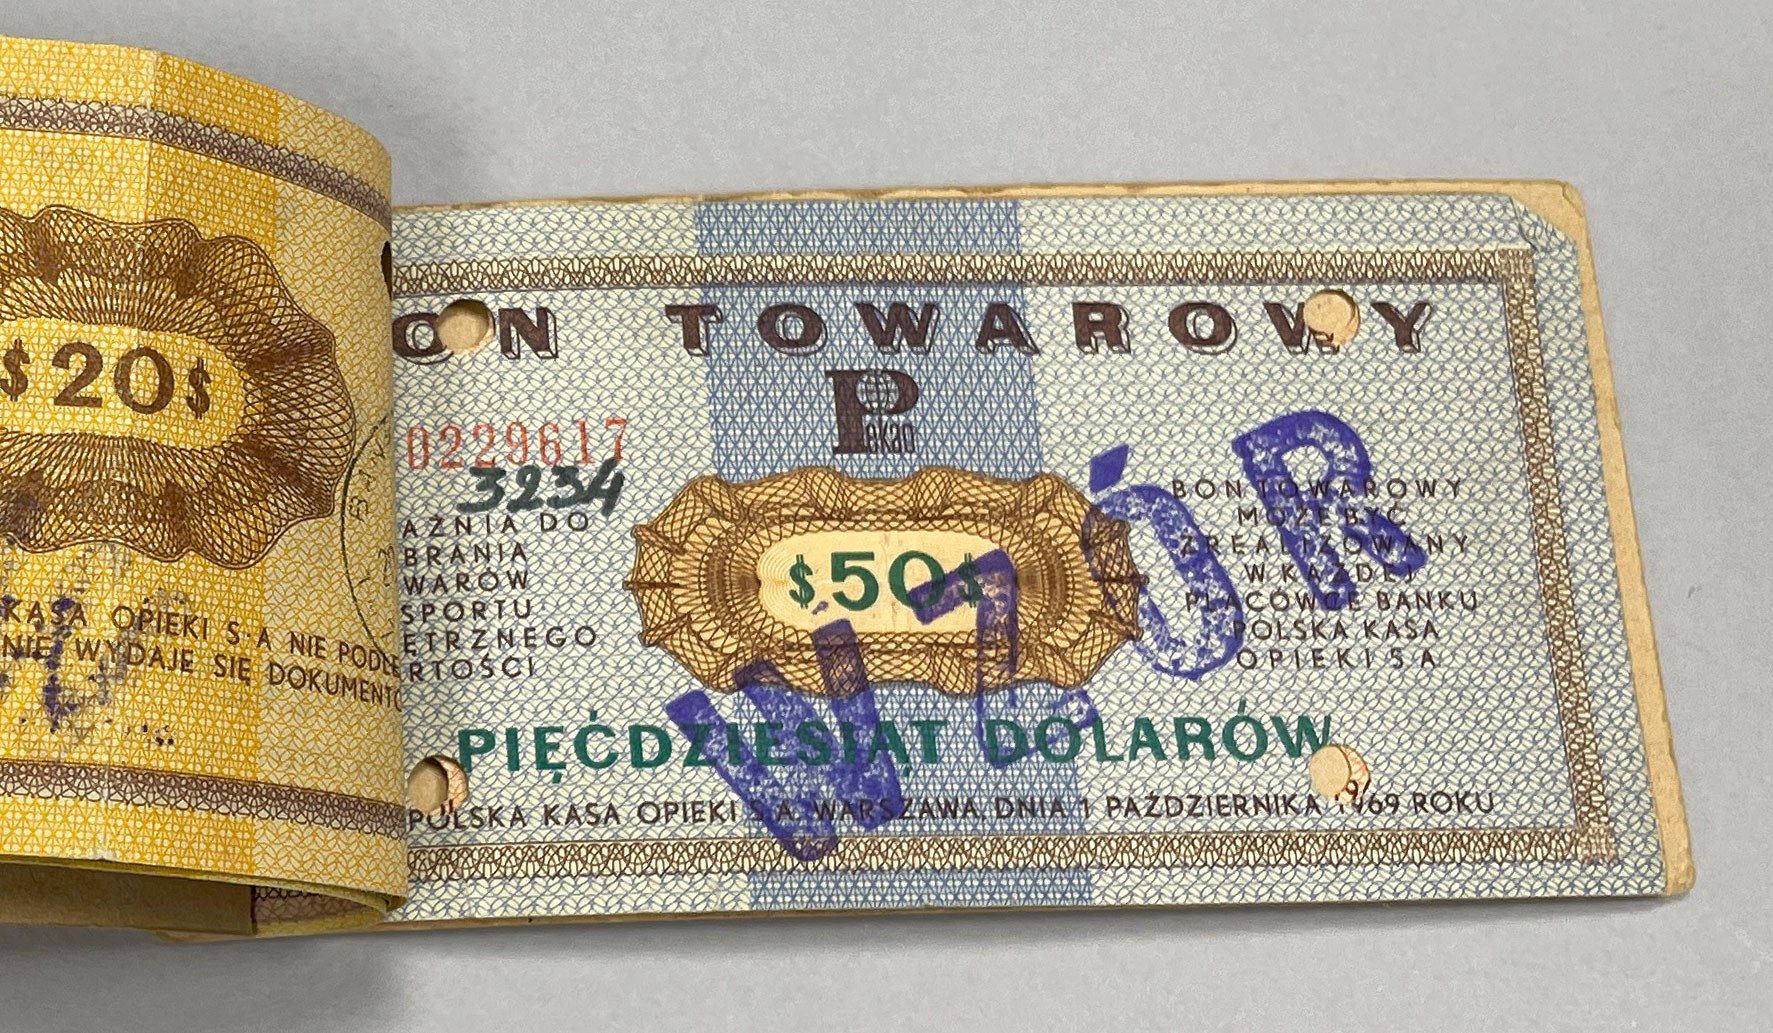 $20$
KASA OPIEKI S·A NIE PODLE
NIE WYDAJE SIĘ DOKUMENTÓ
ON TOWAROWY
Pekao
0229617
3234
AŻNIA DO
BRANIA
WARÓW
SPORTU
ĘTRZNEGO
RTOŚCI
$50$
BON TOWAROWY
MOŻE BYĆ
ZREALIZOWANY
W KAŻDEJ
PLACÓWCE BANKU
POLSKA KASA
OPIEKI S.A.
WZÓR
PIĘĆDZIESIĄT DOLARÓW
POLSKA KASA OPIEKI S.A. WARSZAWA, DNIA 1 PAŹDZIERNIKA 1969 ROKU